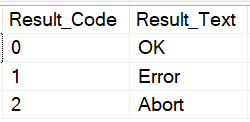 Result_Code Result_Text
0 OK
1 Error
2 Abort